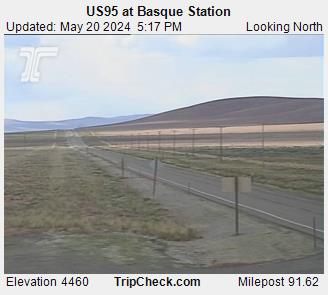 US95 at Basque Station
Updated: May 20 2024 5:17 PM Looking North
Elevation 4460 TripCheck.com Milepost 91.62